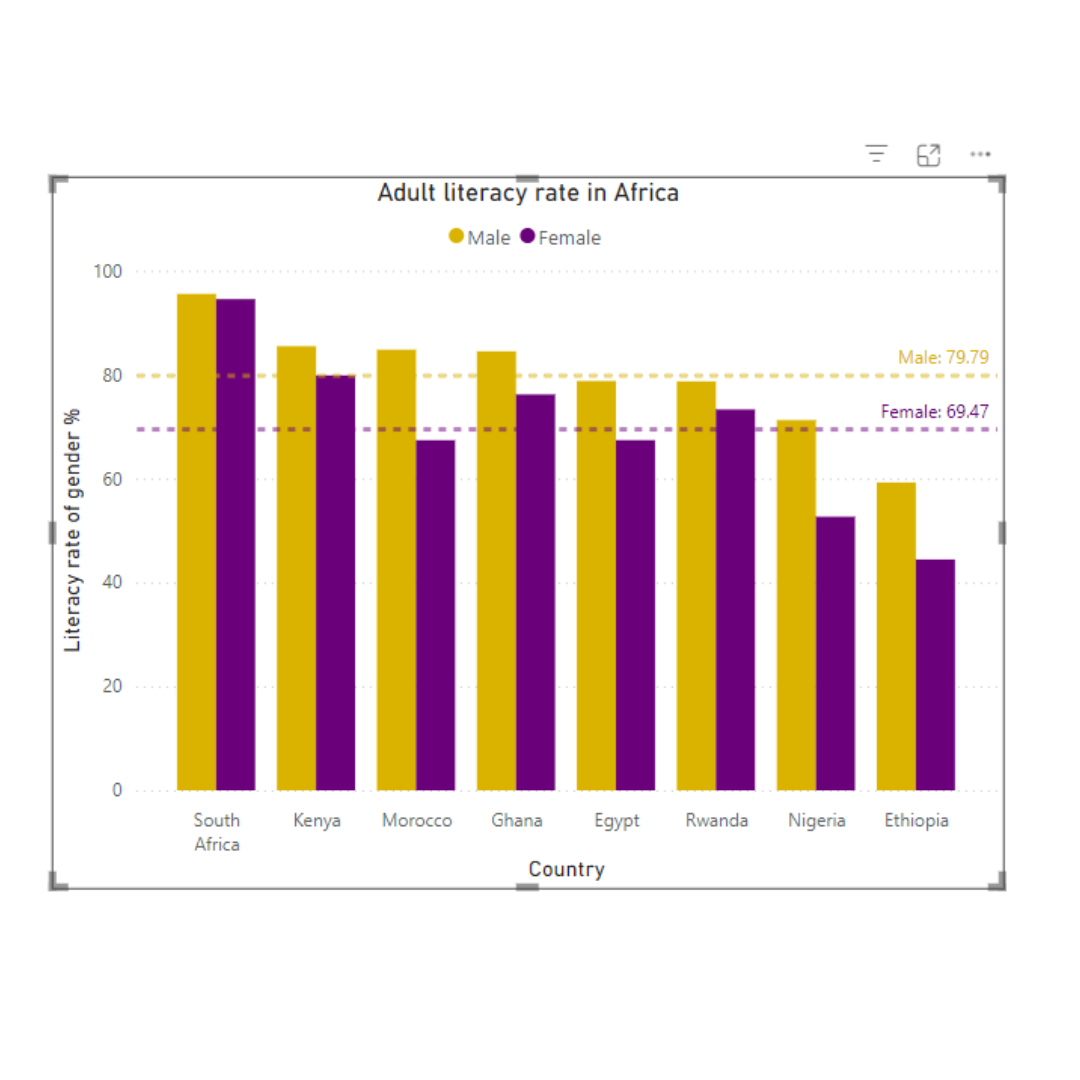 Adult literacy rate in Africa
Male Female
100
Male: 79.79
80
Female: 69.47
60
40
20
0
Literacy rate of gender %
South Africa Kenya Morocco Ghana Egypt Rwanda Nigeria Ethiopia
Country